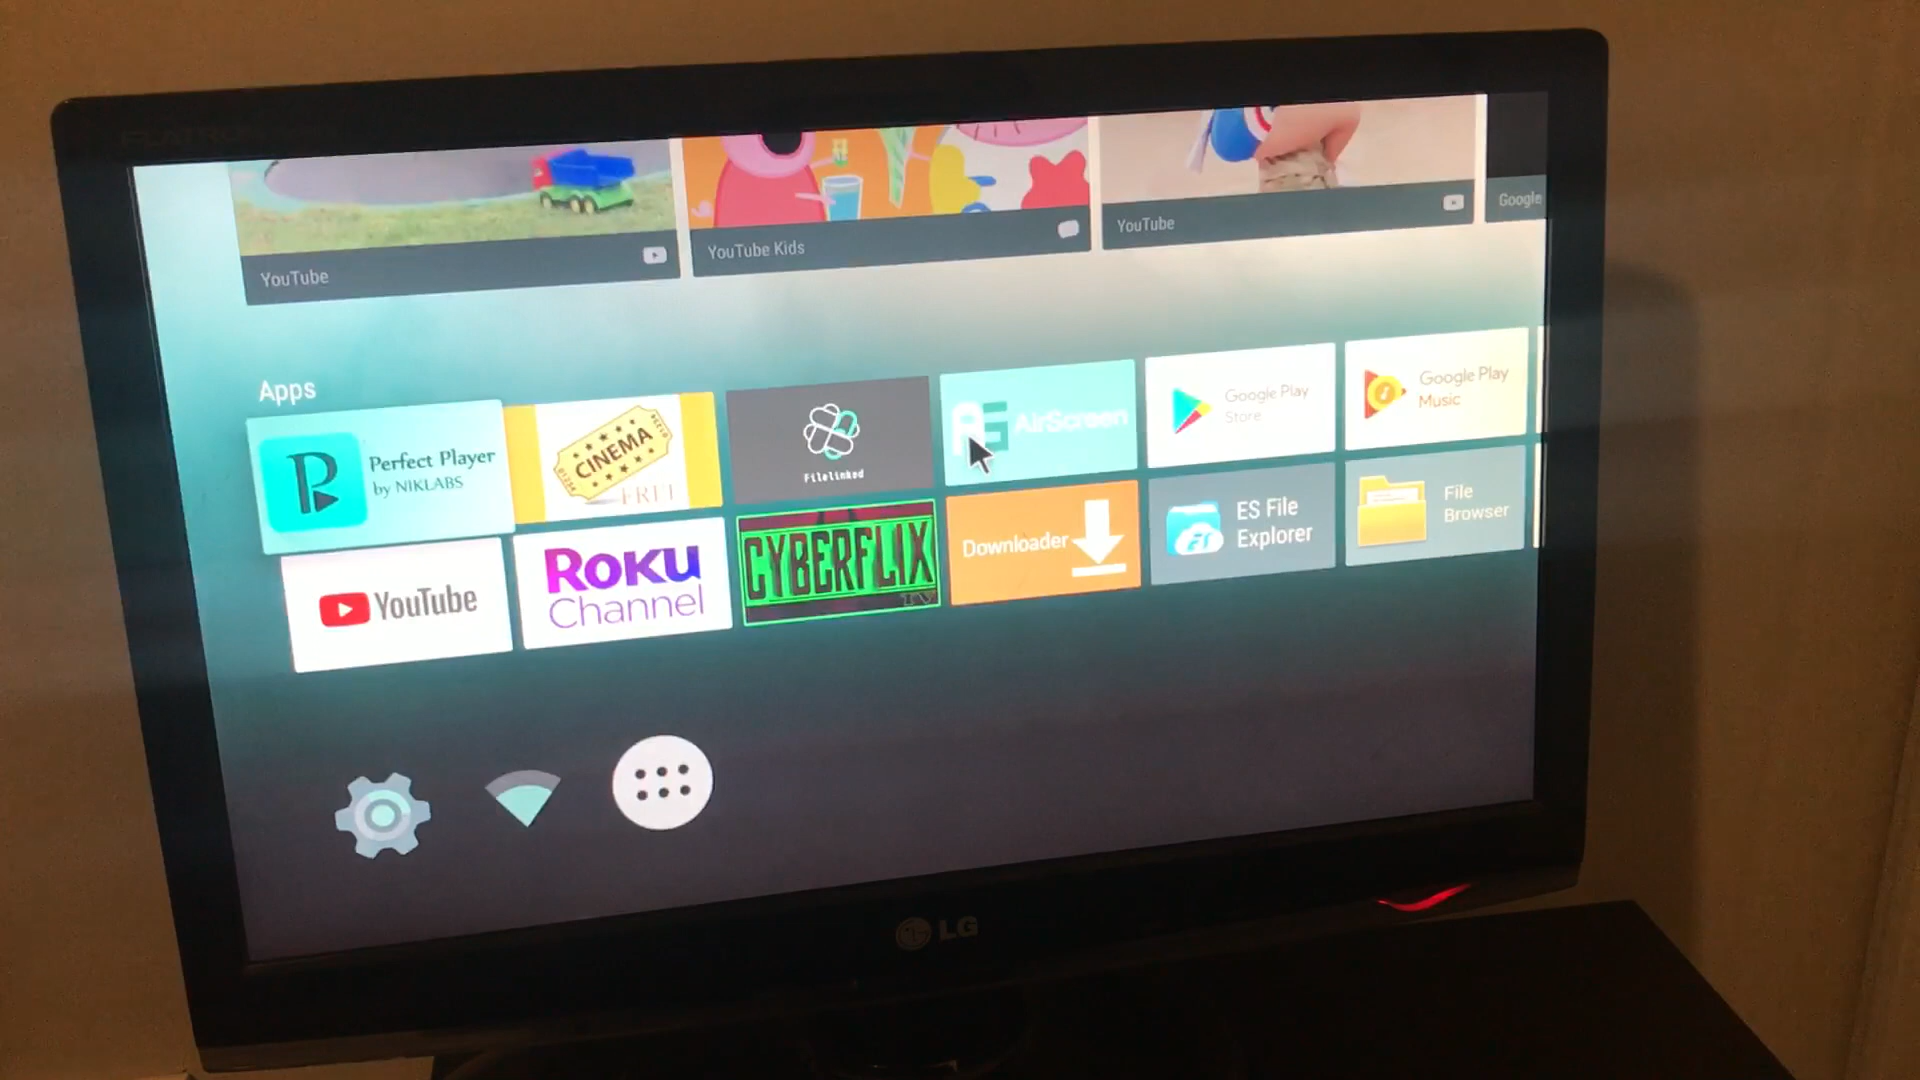 YouTube
YouTube Kids
YouTube
Google
Apps
Perfect Player
by NIKLABS
CINEMA
FREE
Filelinked
AirScreen
Google Play
Store
Google Play
Music
YouTube
Roku
Channel
CYBERFLIX
TV
Downloader
ES File
Explorer
File
Browser
LG